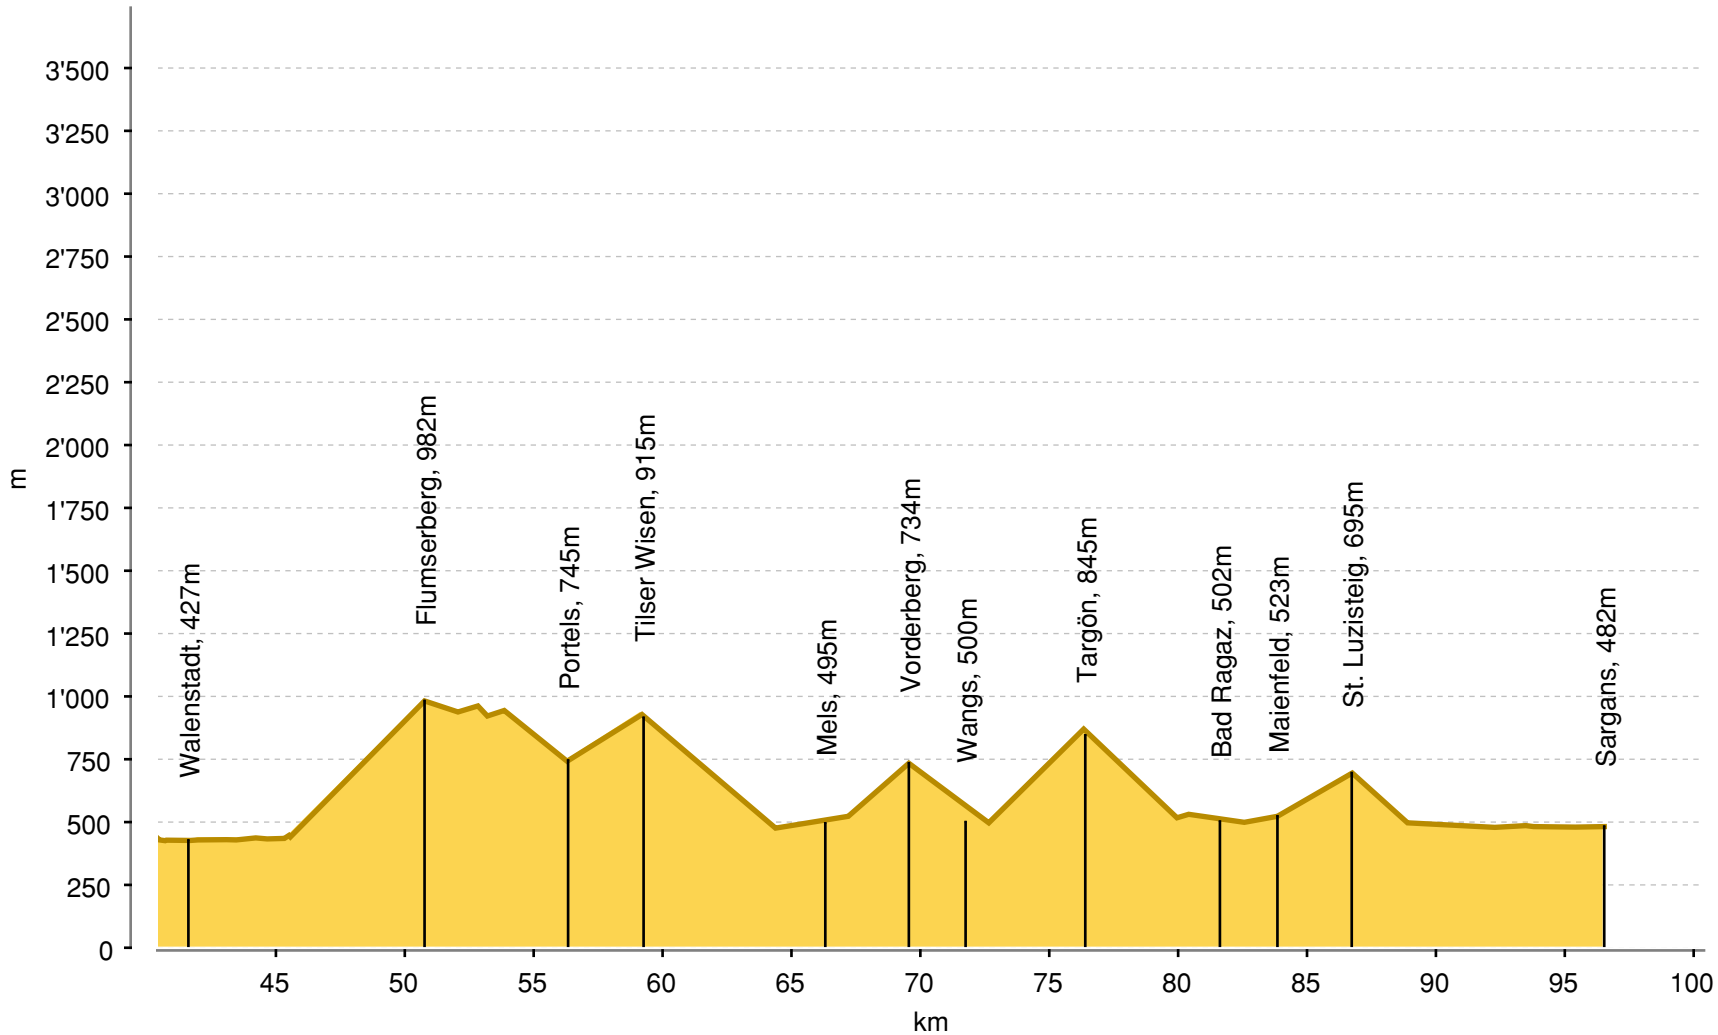 3'500
3'250
3'000
2'750
2'500
2'250
2'000
1'750
1'500
1'250
1'000
750
500
250
0
m
Walenstadt, 427m
Flumserberg, 982m
Portels, 745m
Tilser Wisen, 915m
Mels, 495m
Vorderberg, 734m
Wangs, 500m
Targön, 845m
Bad Ragaz, 502m
Maienfeld, 523m
St. Luzisteig, 695m
Sargans, 482m
45
50
55
60
65
70
75
80
85
90
95
100
km